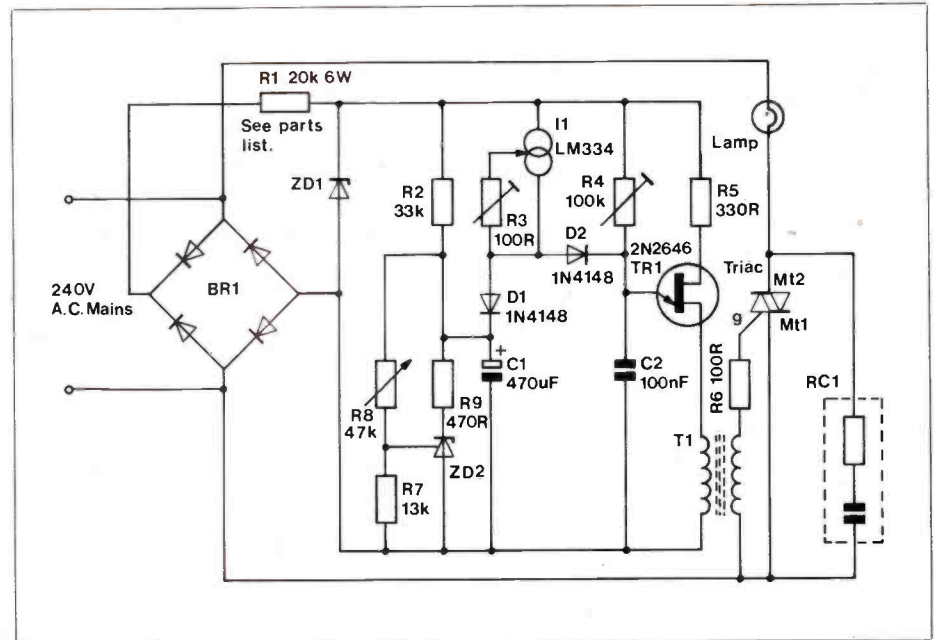 R1 20k 6W
See parts
list.
ZD1
R2
33k
I1
LM334
R3
100R
R4
100k
R5
330R
Lamp
D2
1N4148
2N2646
TR1
Triac
Mt2
Mt1
g
240V
A.C. Mains
BR1
D1
1N4148
+
C1
470uF
C2
100nF
R6 100R
RC1
R8
47k
R9
470R
ZD2
T1
R7
13k